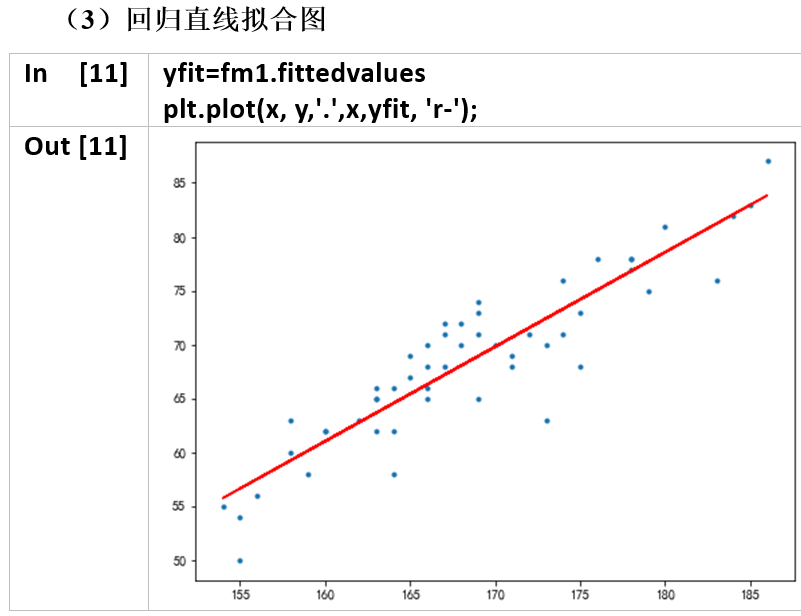 （3）回归直线拟合图
In [11]
yfit=fm1.fittedvalues
plt.plot(x, y,'.',x,yfit, 'r-');
Out [11]
85
80
75
70
65
60
55
50
155 160 165 170 175 180 185